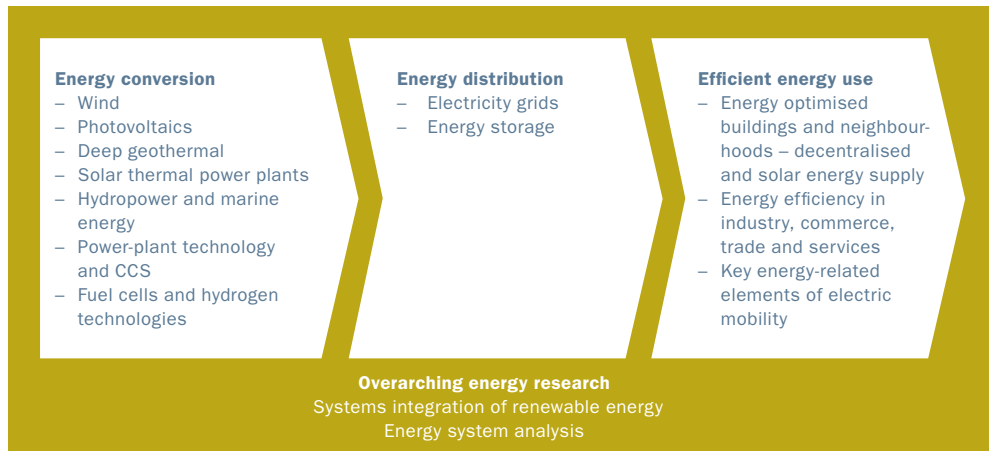 Energy conversion
– Wind
– Photovoltaics
– Deep geothermal
– Solar thermal power plants
– Hydropower and marine
energy
– Power-plant technology
and CCS
– Fuel cells and hydrogen
technologies
Energy distribution
– Electricity grids
– Energy storage
Efficient energy use
– Energy optimised
buildings and neighbour-
hoods – decentralised
and solar energy supply
– Energy efficiency in
industry, commerce,
trade and services
– Key energy-related
elements of electric
mobility
Overarching energy research
Systems integration of renewable energy
Energy system analysis